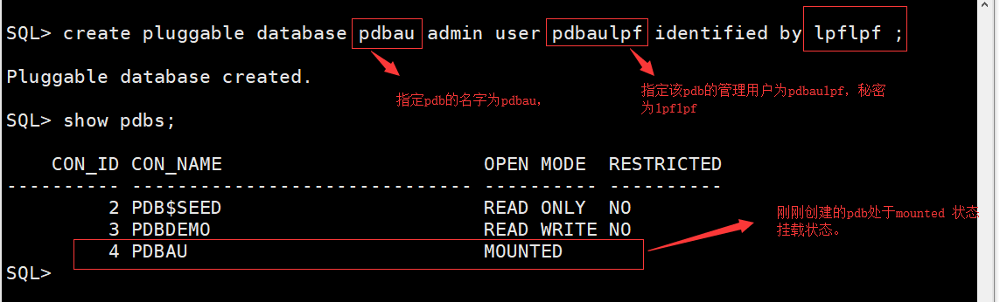 SQL> create pluggable database pdbau admin user pdbaulpf identified by lpflpf ;
Pluggable database created.
指定pdb的名字为pdbau,
指定该pdb的管理用户为pdbaulpf，秘密
为lpflpf
SQL> show pdbs;
CON_ID CON_NAME OPEN MODE RESTRICTED
---------- ------------------------------ ---------- ----------
2 PDB$SEED READ ONLY NO
3 PDBDEMO READ WRITE NO
4 PDBAU MOUNTED
刚刚创建的pdb处于mounted 状态
挂载状态。
SQL>